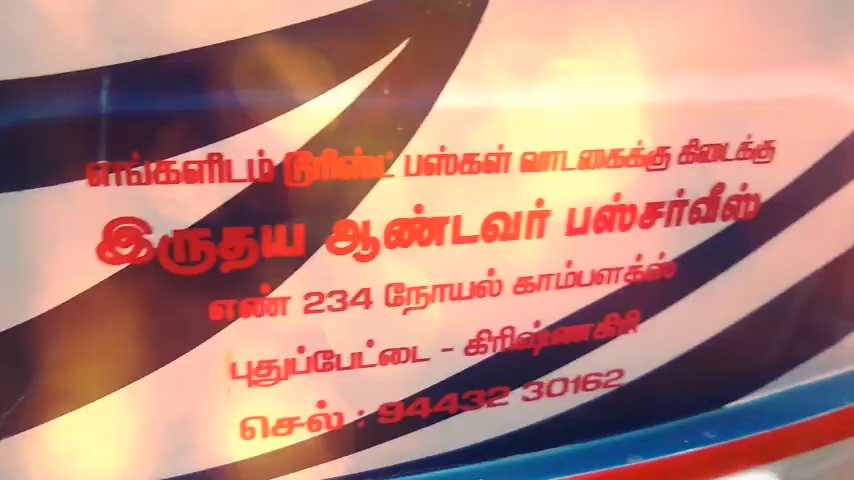 எங்களிடம் டூரிஸ்ட் பஸ்கள் வாடகைக்கு கிடைக்கு
இருதய ஆண்டவர் பஸ்சர்வீஸ்
எண் 234 நோயல் காம்பளக்ஸ்
புதுப்பேட்டை - கிரிஷ்ணகிரி
செல் : 94432 30162